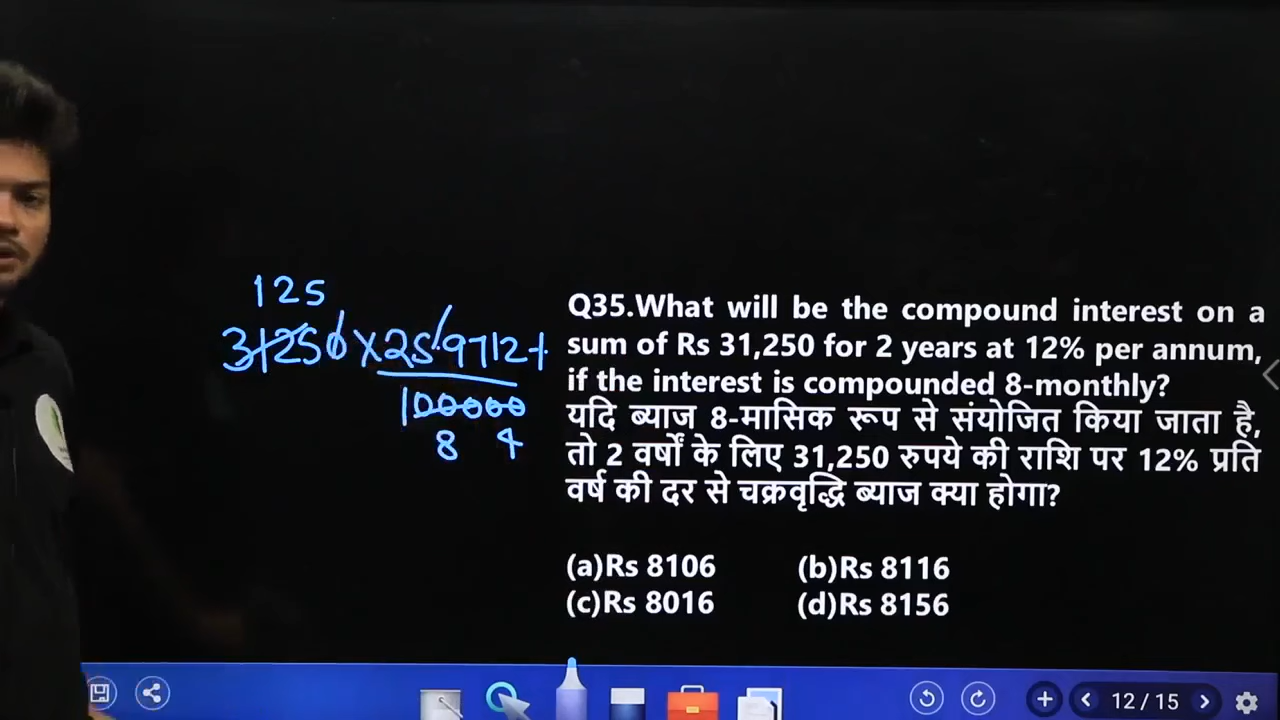 125
31250 × 25.9712
100000
8 4
Q35.What will be the compound interest on a
sum of Rs 31,250 for 2 years at 12% per annum,
if the interest is compounded 8-monthly?
यदि ब्याज 8-मासिक रूप से संयोजित किया जाता है,
तो 2 वर्षों के लिए 31,250 रुपये की राशि पर 12% प्रति
वर्ष की दर से चक्रवृद्धि ब्याज क्या होगा?
(a)Rs 8106 (b)Rs 8116
(c)Rs 8016 (d)Rs 8156
12 / 15